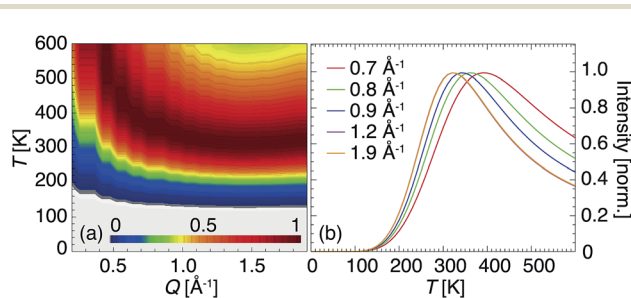 600
500
400
300
200
100
0
T [K]
(a)
0 0.5 1
0.5 1.0 1.5
Q [Å-1]
0.7 Å-1
0.8 Å-1
0.9 Å-1
1.2 Å-1
1.9 Å-1
(b)
1.0
0.8
0.6
0.4
0.2
0
Intensity [norm.]
0 100 200 300 400 500
T [K]